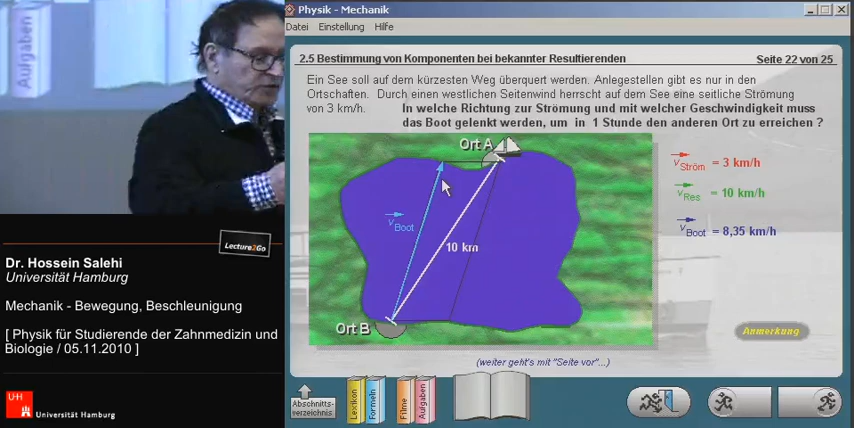 Aufgaben
Lecture2Go
Dr. Hossein Salehi
Universität Hamburg
Mechanik - Bewegung, Beschleunigung
[ Physik für Studierende der Zahnmedizin und
Biologie / 05.11.2010 ]
UH
Universität Hamburg
Physik - Mechanik
Datei Einstellung Hilfe
2.5 Bestimmung von Komponenten bei bekannter Resultierenden Seite 22 von 25
Ein See soll auf dem kürzesten Weg überquert werden. Anlegestellen gibt es nur in den
Ortschaften. Durch einen westlichen Seitenwind herrscht auf dem See eine seitliche Strömung
von 3 km/h. In welche Richtung zur Strömung und mit welcher Geschwindigkeit muss
das Boot gelenkt werden, um in 1 Stunde den anderen Ort zu erreichen ?
Ort A
v Boot
10 km
Ort B
v Ström = 3 km/h
v Res = 10 km/h
v Boot = 8,35 km/h
Anmerkung
(weiter geht's mit "Seite vor"...)
Abschnitts-
verzeichnis
Lexikon
Formeln
Filme
Aufgaben